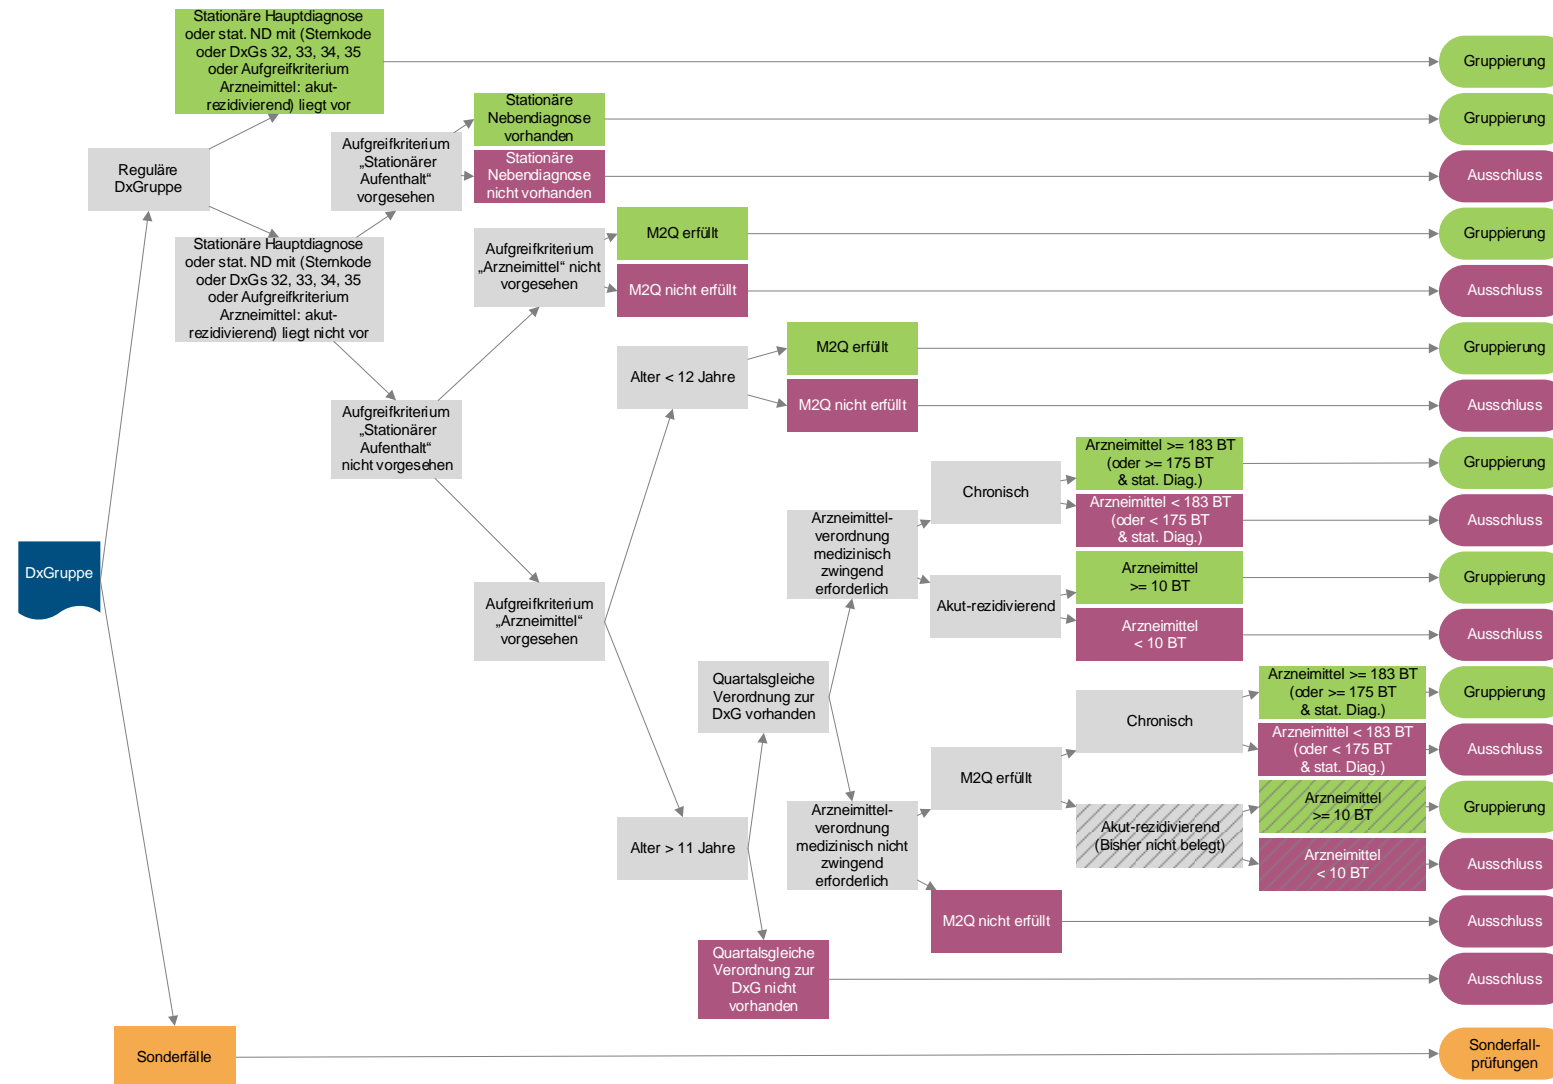 Stationäre Hauptdiagnose
oder stat. ND mit (Sternkode
oder DxGs 32, 33, 34, 35
oder Aufgreifkriterium
Arzneimittel: akut-
rezidivierend) liegt vor
Gruppierung
Stationäre
Nebendiagnose
vorhanden
Gruppierung
Aufgreifkriterium
„Stationärer
Aufenthalt“
vorgesehen
Reguläre
DxGruppe
Stationäre
Nebendiagnose
nicht vorhanden
Ausschluss
Stationäre Hauptdiagnose
oder stat. ND mit (Sternkode
oder DxGs 32, 33, 34, 35
oder Aufgreifkriterium
Arzneimittel: akut-
rezidivierend) liegt nicht vor
Aufgreifkriterium
„Arzneimittel“ nicht
vorgesehen
M2Q erfüllt
Gruppierung
M2Q nicht erfüllt
Ausschluss
Alter < 12 Jahre
M2Q erfüllt
Gruppierung
M2Q nicht erfüllt
Ausschluss
Aufgreifkriterium
„Stationärer
Aufenthalt“
nicht vorgesehen
Chronisch
Arzneimittel >= 183 BT
(oder >= 175 BT
& stat. Diag.)
Gruppierung
Arzneimittel < 183 BT
(oder < 175 BT
& stat. Diag.)
Ausschluss
Arzneimittel-
verordnung
medizinisch
zwingend
erforderlich
DxGruppe
Aufgreifkriterium
„Arzneimittel“
vorgesehen
Akut-rezidivierend
Arzneimittel
>= 10 BT
Gruppierung
Arzneimittel
< 10 BT
Ausschluss
Quartalsgleiche
Verordnung zur
DxG vorhanden
Chronisch
Arzneimittel >= 183 BT
(oder >= 175 BT
& stat. Diag.)
Gruppierung
Arzneimittel < 183 BT
(oder < 175 BT
& stat. Diag.)
Ausschluss
M2Q erfüllt
Alter > 11 Jahre
Arzneimittel-
verordnung
medizinisch nicht
zwingend
erforderlich
Akut-rezidivierend
(Bisher nicht belegt)
Arzneimittel
>= 10 BT
Gruppierung
Arzneimittel
< 10 BT
Ausschluss
M2Q nicht erfüllt
Ausschluss
Quartalsgleiche
Verordnung zur
DxG nicht
vorhanden
Ausschluss
Sonderfälle
Sonderfall-
prüfungen